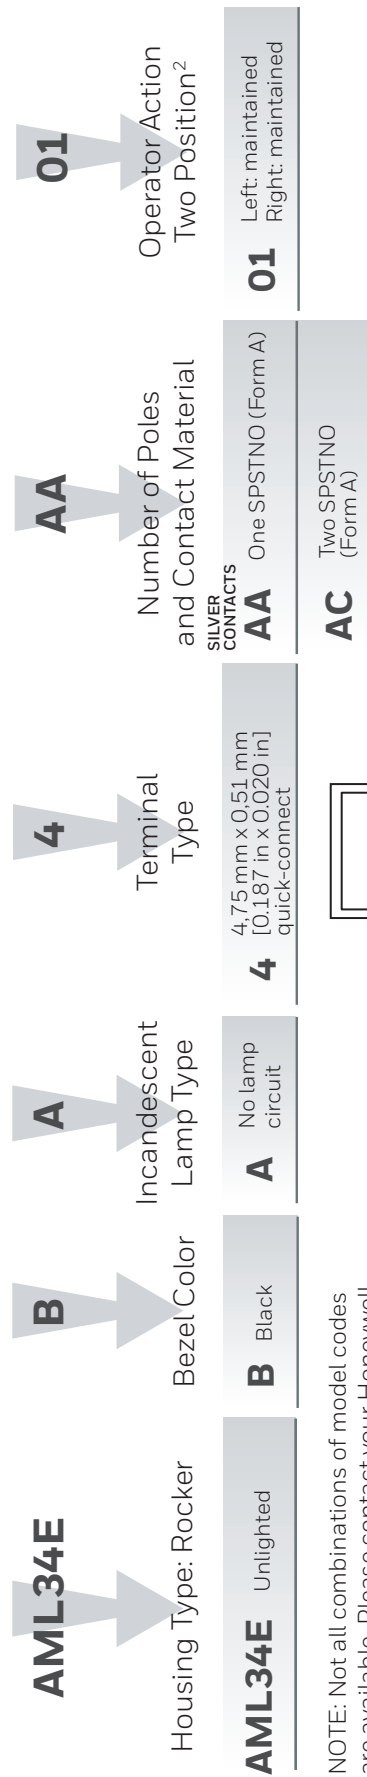 AML34E
B
A
4
AA
01
Housing Type: Rocker
Bezel Color
Incandescent
Lamp Type
Terminal
Type
Number of Poles
and Contact Material
Operator Action
Two Position²
AML34E Unlighted
B Black
A No lamp
circuit
4 4,75 mm x 0,51 mm
[0.187 in x 0.020 in]
quick-connect
SILVER
CONTACTS
AA One SPSTNO (Form A)
AC Two SPSTNO
(Form A)
01 Left: maintained
Right: maintained
NOTE: Not all combinations of model codes
are available. Please contact your Honeywell